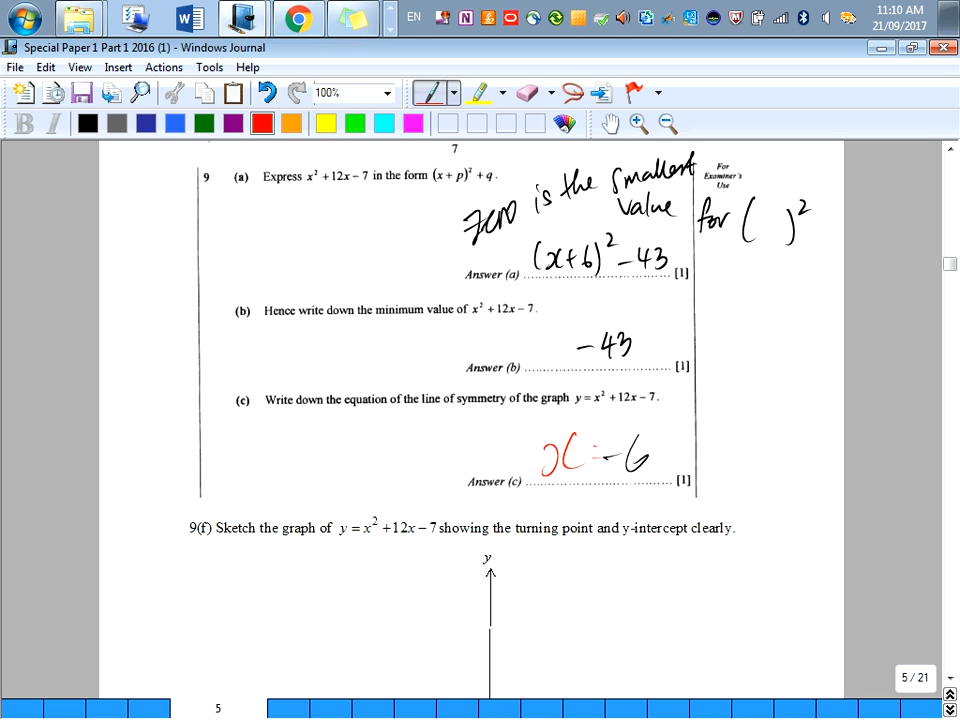 EN
11:10 AM
21/09/2017
Special Paper 1 Part 1 2016 (1) - Windows Journal
File Edit View Insert Actions Tools Help
100%
B I
7
9 (a) Express x² + 12x − 7 in the form (x + p)² + q.
For
Examiner's
Use
zero is the smallest
value for ( )²
(x+6)² − 43
Answer (a) ........................................ [1]
(b) Hence write down the minimum value of x² + 12x − 7.
− 43
Answer (b) ........................................ [1]
(c) Write down the equation of the line of symmetry of the graph y = x² + 12x − 7.
x = −6
Answer (c) ........................................ [1]
9(f) Sketch the graph of y = x² + 12x − 7 showing the turning point and y-intercept clearly.
y
5 / 21
5